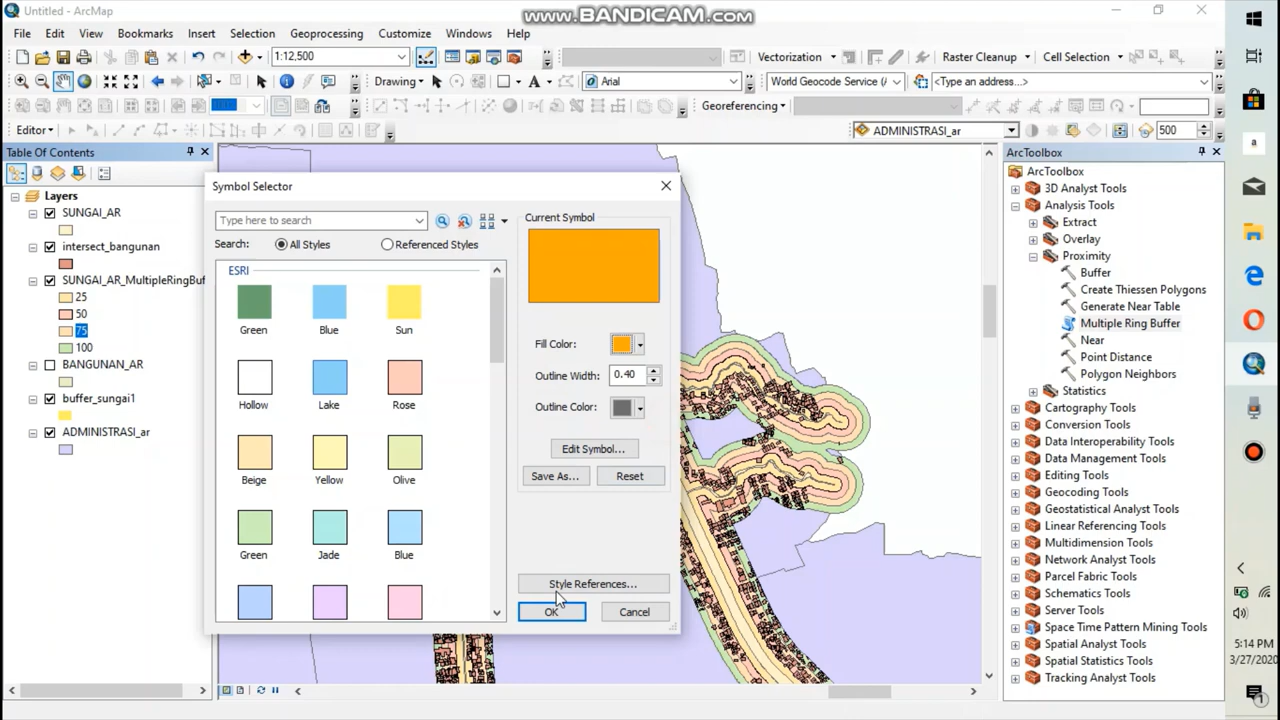 Untitled - ArcMap
www.BANDICAM.com
File Edit View Bookmarks Insert Selection Geoprocessing Customize Windows Help
1:12,500
Vectorization
Raster Cleanup
Cell Selection
Drawing
Arial
World Geocode Service (A
<Type an address...>
Georeferencing
Editor
ADMINISTRASI_ar
500
Table Of Contents
Layers
SUNGAI_AR
intersect_bangunan
SUNGAI_AR_MultipleRingBuf
25
50
75
100
BANGUNAN_AR
buffer_sungai1
ADMINISTRASI_ar
Symbol Selector
Type here to search
Search: All Styles Referenced Styles
ESRI
Green Blue Sun
Hollow Lake Rose
Beige Yellow Olive
Green Jade Blue
Current Symbol
Fill Color:
Outline Width: 0.40
Outline Color:
Edit Symbol...
Save As... Reset
Style References...
OK Cancel
ArcToolbox
ArcToolbox
3D Analyst Tools
Analysis Tools
Extract
Overlay
Proximity
Buffer
Create Thiessen Polygons
Generate Near Table
Multiple Ring Buffer
Near
Point Distance
Polygon Neighbors
Statistics
Cartography Tools
Conversion Tools
Data Interoperability Tools
Data Management Tools
Editing Tools
Geocoding Tools
Geostatistical Analyst Tools
Linear Referencing Tools
Multidimension Tools
Network Analyst Tools
Parcel Fabric Tools
Schematics Tools
Server Tools
Space Time Pattern Mining Tools
Spatial Analyst Tools
Spatial Statistics Tools
Tracking Analyst Tools
a
5:14 PM
3/27/2020
1